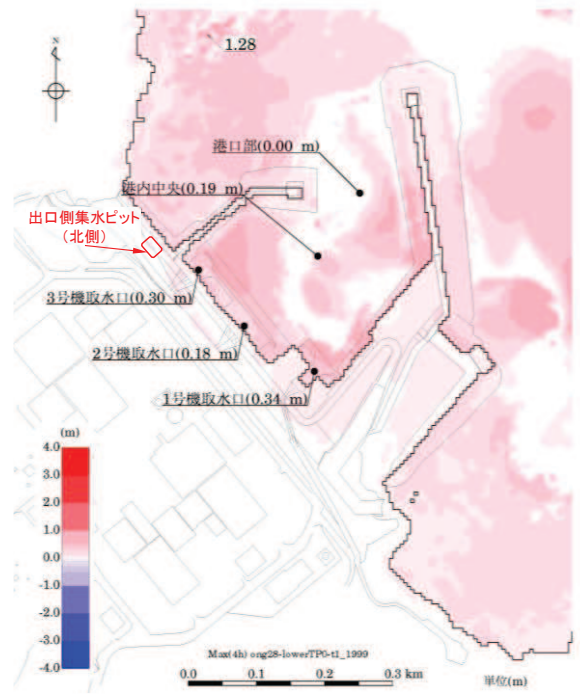 1.28
N
港口部(0.00 m)
港内中央(0.19 m)
出口側集水ピット
(北側)
3号機取水口(0.30 m)
2号機取水口(0.18 m)
1号機取水口(0.34 m)
(m)
4.0
3.0
2.0
1.0
0.0
-1.0
-2.0
-3.0
-4.0
Max(4h) ong28-lowerTP0-t1_1999
0.0 0.1 0.2 0.3 km
単位(m)